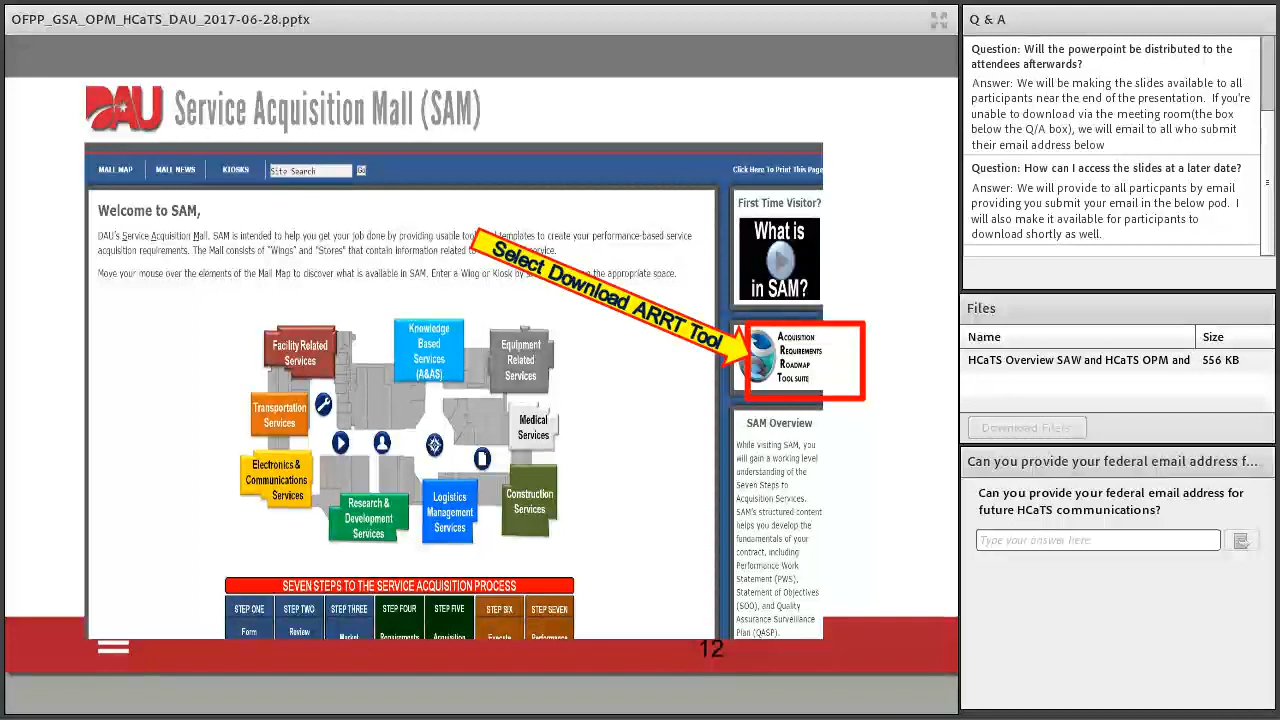 OFPP_GSA_OPM_HCaTS_DAU_2017-06-28.pptx
DAU Service Acquisition Mall (SAM)
MALL MAP
MALL NEWS
KIOSKS
Site Search
Go
Click Here To Print This Page
Welcome to SAM,
DAU's Service Acquisition Mall. SAM is intended to help you get your job done by providing usable templates to create your performance-based service
acquisition requirements. The Mall consists of "Wings" and "Stores" that contain information related
Move your mouse over the elements of the Mall Map to discover what is available in SAM. Enter a Wing or Kiosk by the appropriate space.
Select Download ARRT Tool
First Time Visitor?
What is
in SAM?
ACQUISITION
REQUIREMENTS
ROADMAP
TOOL SUITE
SAM Overview
While visiting SAM, you
will gain a working level
understanding of the
Seven Steps to
Acquisition Services.
SAM's structured content
helps you develop the
fundamentals of your
contract, including
Performance Work
Statement (PWS),
Statement of Objectives
(SOO), and Quality
Assurance Surveillance
Plan (QASP).
Facility Related
Services
Knowledge
Based
Services
(A&AS)
Equipment
Related
Services
Transportation
Services
Medical
Services
Electronics &
Communications
Services
Research &
Development
Services
Logistics
Management
Services
Construction
Services
SEVEN STEPS TO THE SERVICE ACQUISITION PROCESS
STEP ONE
STEP TWO
STEP THREE
STEP FOUR
STEP FIVE
STEP SIX
STEP SEVEN
Form
Review
Market
Requirements
Acquisition
Execute
Performance
12
Q & A
Question: Will the powerpoint be distributed to the
attendees afterwards?
Answer: We will be making the slides available to all
participants near the end of the presentation. If you're
unable to download via the meeting room(the box
below the Q/A box), we will email to all who submit
their email address below
Question: How can I access the slides at a later date?
Answer: We will provide to all particpants by email
providing you submit your email in the below pod. I
will also make it available for participants to
download shortly as well.
Files
Name
Size
HCaTS Overview SAW and HCaTS OPM and
556 KB
Download File(s)
Can you provide your federal email address f...
Can you provide your federal email address for
future HCaTS communications?
Type your answer here.